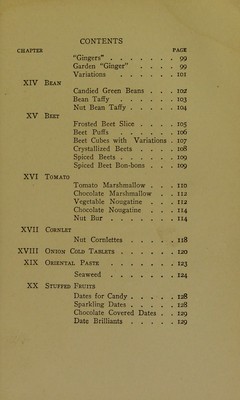 CONTENTS
CHAPTER PAGE
"Gingers" . . . . . . . 99
Garden "Ginger" . . . . 99
Variations . . . . . . 101
XIV BEAN
Candied Green Beans . . . 102
Bean Taffy . . . . . . 103
Nut Bean Taffy . . . . . 104
XV BEET
Frosted Beet Slice . . . . 105
Beet Puffs . . . . . . 106
Beet Cubes with Variations . 107
Crystallized Beets . . . . 108
Spiced Beets . . . . . . 109
Spiced Beet Bon-bons . . . 109
XVI TOMATO
Tomato Marshmallow . . . 110
Chocolate Marshmallow . . 112
Vegetable Nougatine . . . 112
Chocolate Nougatine . . . 114
Nut Bur . . . . . . . 114
XVII CORNLET
Nut Cornlettes . . . . . 118
XVIII ONION COLD TABLETS . . . . . . 120
XIX ORIENTAL PASTE . . . . . . . 123
Seaweed . . . . . . . 124
XX STUFFED FRUITS
Dates for Candy . . . . . 128
Sparkling Dates . . . . . 128
Chocolate Covered Dates . . 129
Date Brilliants . . . . . 129